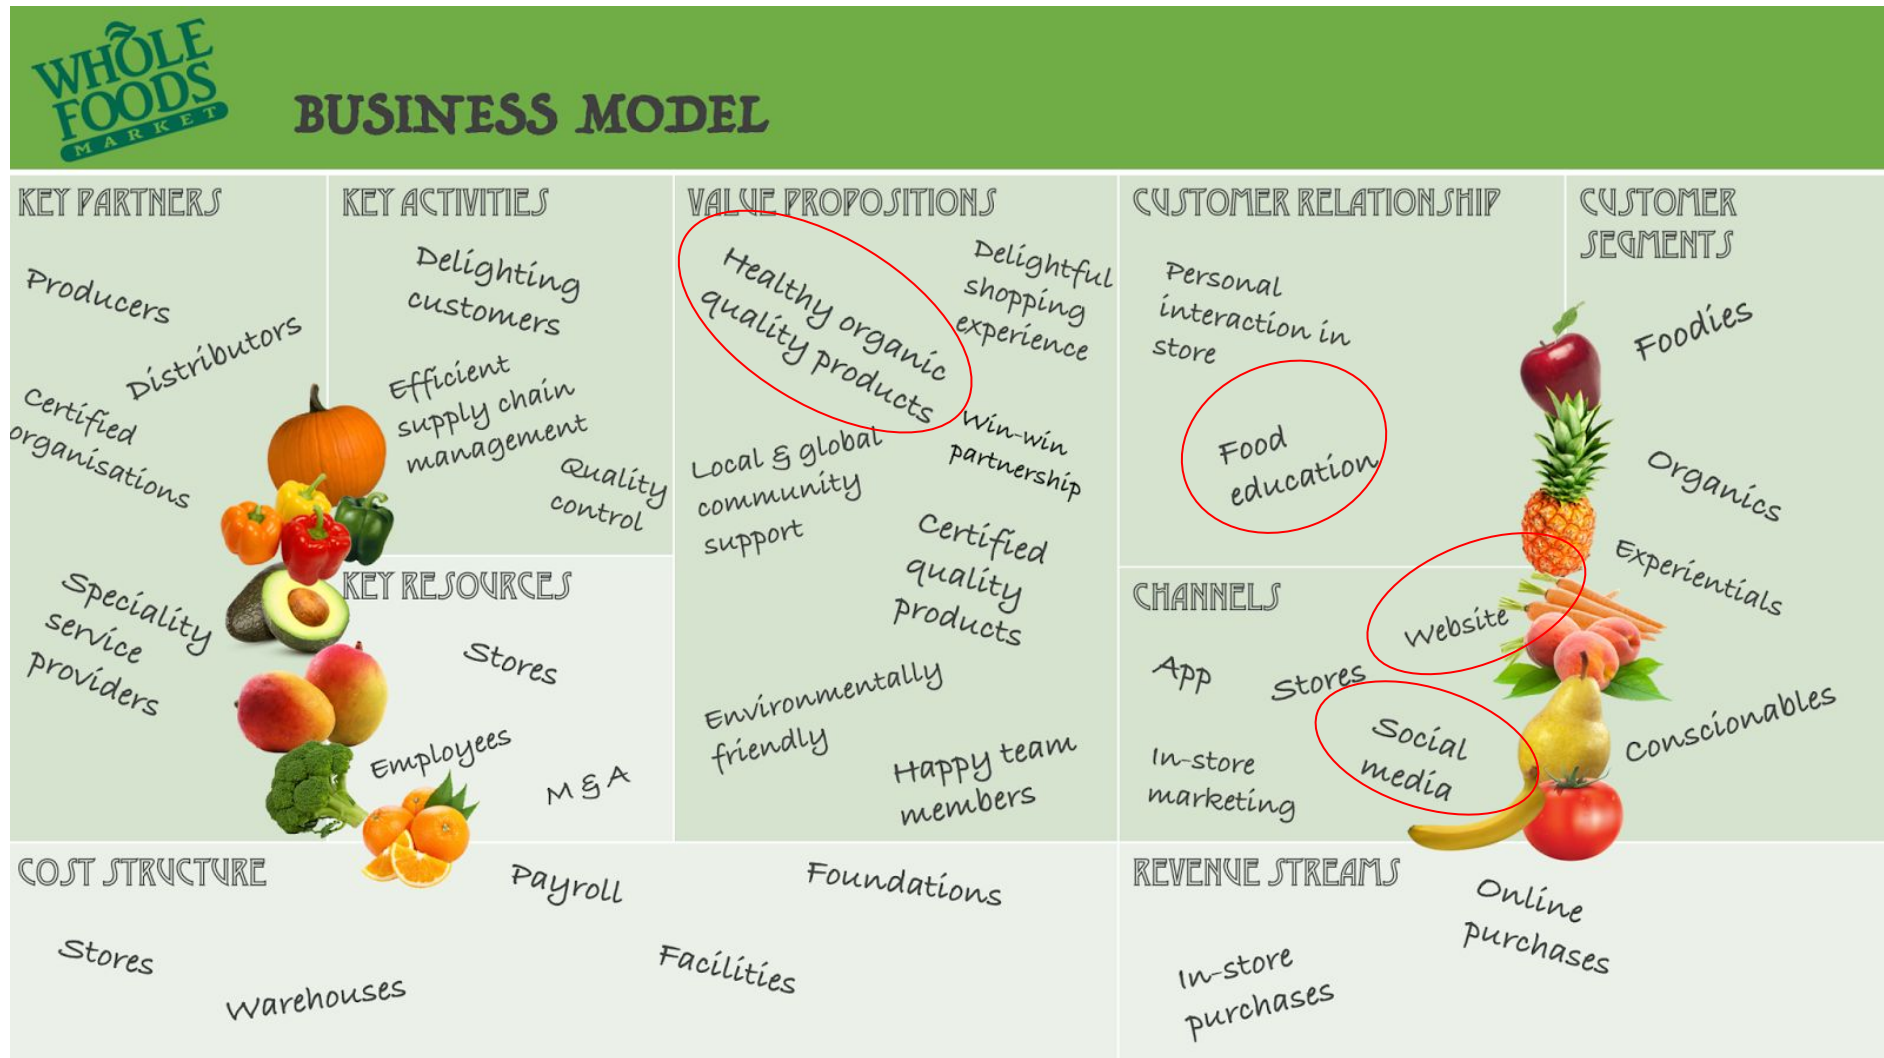 WHOLE
FOODS
MARKET
BUSINESS MODEL
KEY PARTNERS
Producers
Distributors
Certified
organisations
Speciality
service
providers
KEY ACTIVITIES
Delighting
customers
Efficient
supply chain
management
Quality
control
KEY RESOURCES
Stores
Employees
M & A
VALUE PROPOSITIONS
Healthy organic
quality products
Delightful
shopping
experience
Win-win
partnership
Local & global
community
support
Certified
quality
products
Environmentally
friendly
Happy team
members
CUSTOMER RELATIONSHIP
Personal
interaction in
store
Food
education
CHANNELS
Website
App
Stores
Social
media
In-store
marketing
CUSTOMER
SEGMENTS
Foodies
Organics
Experientials
Conscionables
COST STRUCTURE
Payroll
Foundations
Stores
Facilities
Warehouses
REVENUE STREAMS
Online
purchases
In-store
purchases